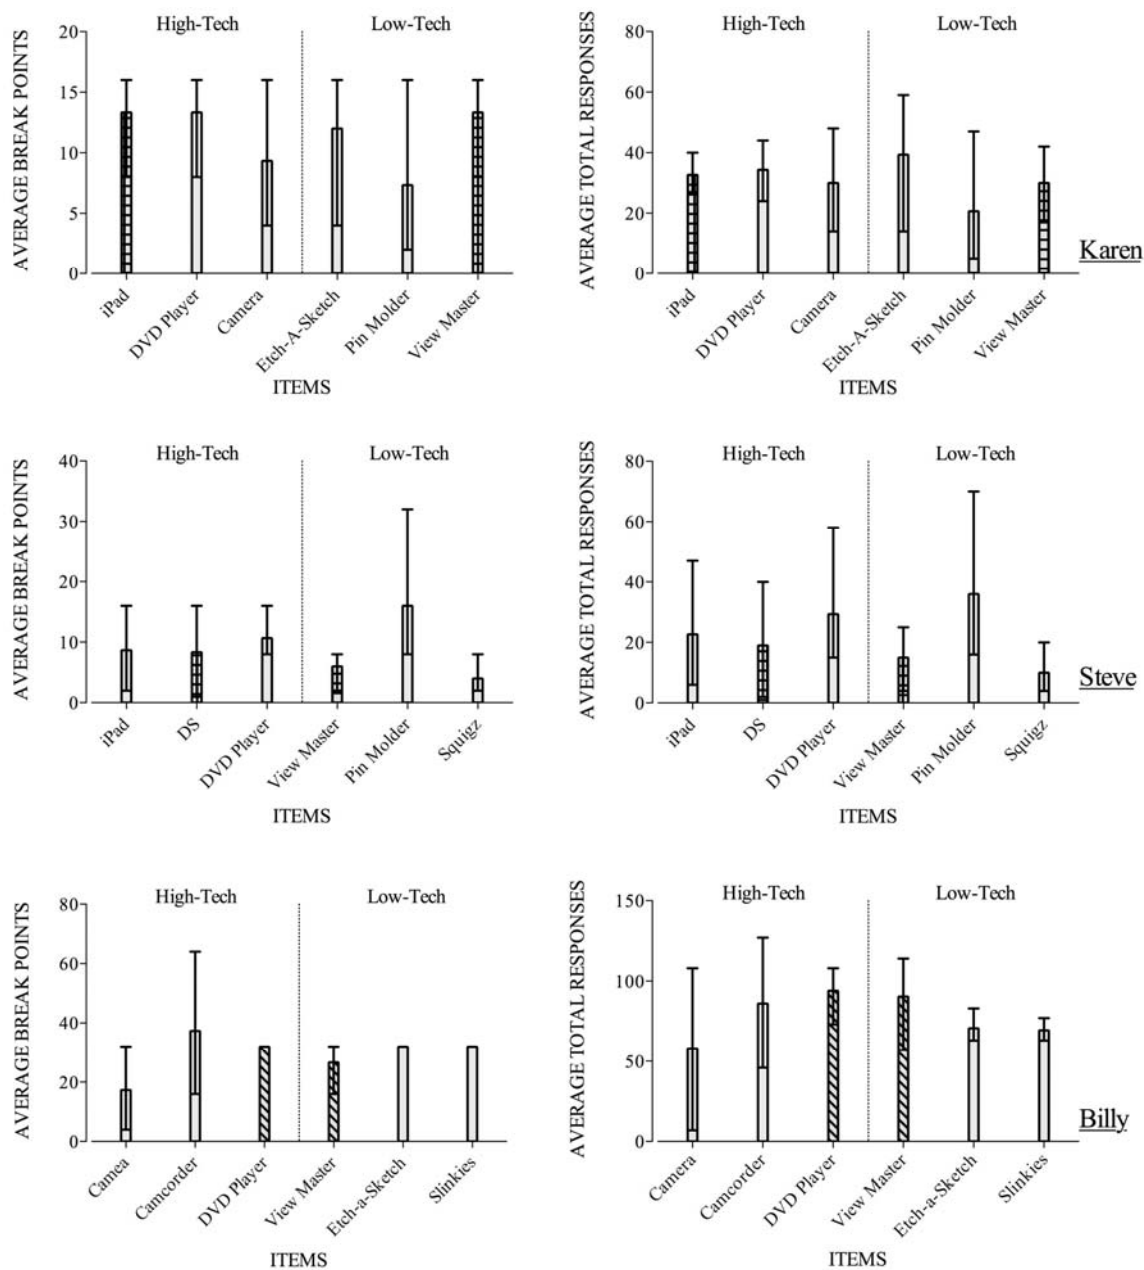 High-Tech Low-Tech
AVERAGE BREAK POINTS
20
15
10
5
0
iPad
DVD Player
Camera
Etch-A-Sketch
Pin Molder
View Master
ITEMS
High-Tech Low-Tech
AVERAGE TOTAL RESPONSES
80
60
40
20
0
iPad
DVD Player
Camera
Etch-A-Sketch
Pin Molder
View Master
ITEMS
Karen
High-Tech Low-Tech
AVERAGE BREAK POINTS
40
30
20
10
0
iPad
DS
DVD Player
View Master
Pin Molder
Squigz
ITEMS
High-Tech Low-Tech
AVERAGE TOTAL RESPONSES
80
60
40
20
0
iPad
DS
DVD Player
View Master
Pin Molder
Squigz
ITEMS
Steve
High-Tech Low-Tech
AVERAGE BREAK POINTS
80
60
40
20
0
Camea
Camcorder
DVD Player
View Master
Etch-a-Sketch
Slinkies
ITEMS
High-Tech Low-Tech
AVERAGE TOTAL RESPONSES
150
100
50
0
Camera
Camcorder
DVD Player
View Master
Etch-a-Sketch
Slinkies
ITEMS
Billy